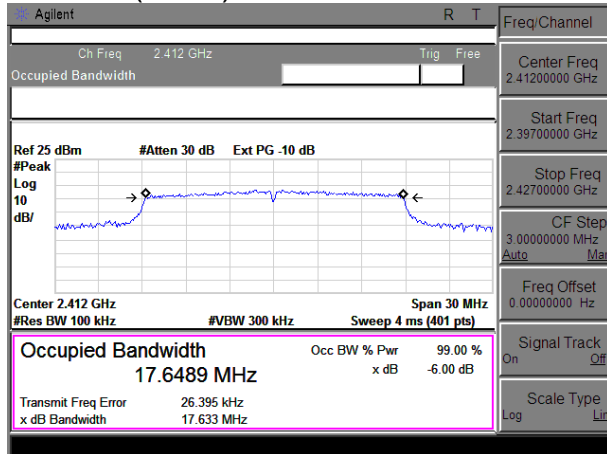 Agilent R T
Freq/Channel
Ch Freq 2.412 GHz Trig Free
Occupied Bandwidth
Center Freq
2.41200000 GHz
Start Freq
2.39700000 GHz
Stop Freq
2.42700000 GHz
CF Step
3.00000000 MHz
Auto Man
Freq Offset
0.00000000 Hz
Signal Track
On Off
Scale Type
Log Lin
Ref 25 dBm #Atten 30 dB Ext PG -10 dB
#Peak
Log
10
dB/
Center 2.412 GHz Span 30 MHz
#Res BW 100 kHz #VBW 300 kHz Sweep 4 ms (401 pts)
Occupied Bandwidth Occ BW % Pwr 99.00 %
17.6489 MHz x dB -6.00 dB
Transmit Freq Error 26.395 kHz
x dB Bandwidth 17.633 MHz